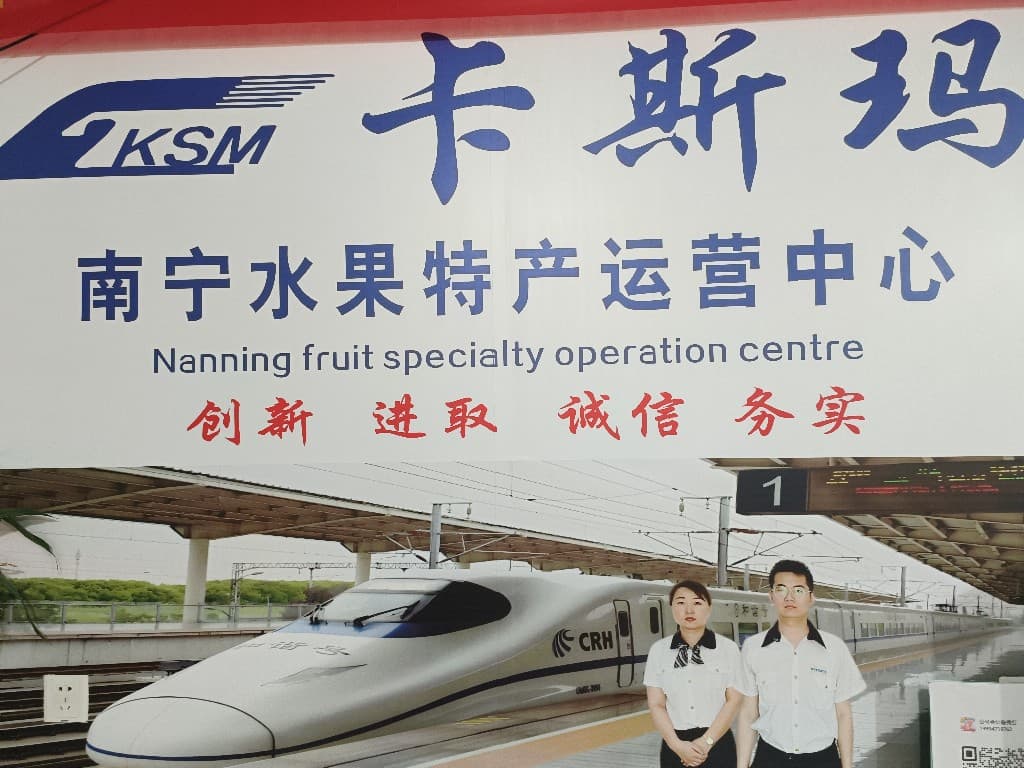 KSM 卡斯玛
南宁水果特产运营中心
Nanning fruit specialty operation centre
创新 进取 诚信 务实
1
CRH